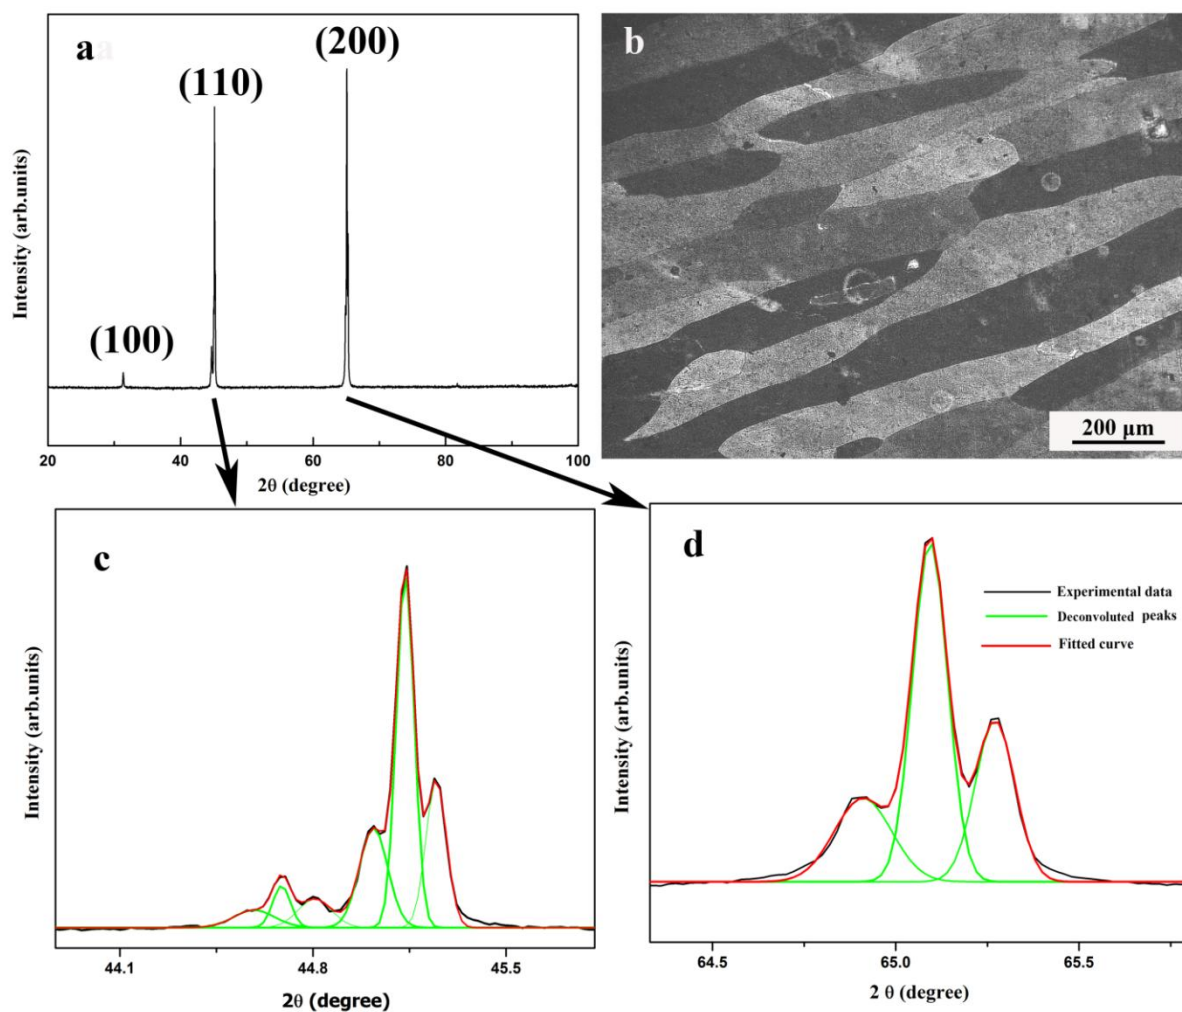 a
(100)
(110)
(200)
Intensity (arb.units)
20
40
60
80
100
2θ (degree)
b
200 μm
c
Intensity (arb.units)
44.1
44.8
45.5
2θ (degree)
d
Experimental data
Deconvoluted peaks
Fitted curve
Intensity (arb.units)
64.5
65.0
65.5
2 θ (degree)